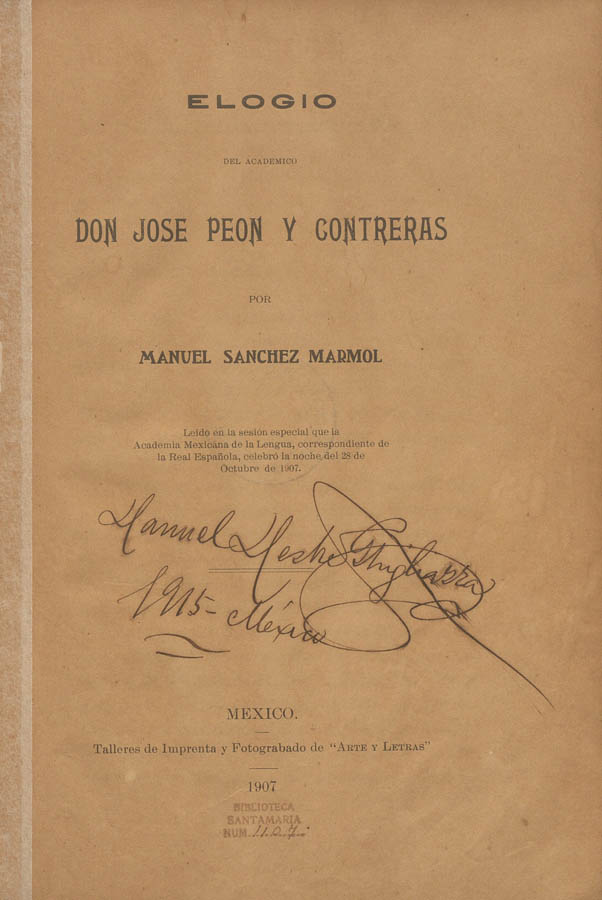 ELOGIO
DEL ACADEMICO
DON JOSE PEON Y CONTRERAS
POR
MANUEL SANCHEZ MARMOL
Leído en la sesión especial que la
Academia Mexicana de la Lengua, correspondiente de
la Real Española, celebró la noche del 28 de
Octubre de 1907.
Manuel Mestre Ghigliazza
1915- México
MEXICO.
Talleres de Imprenta y Fotograbado de "ARTE Y LETRAS"
1907
BIBLIOTECA
SANTAMARIA
NUM.